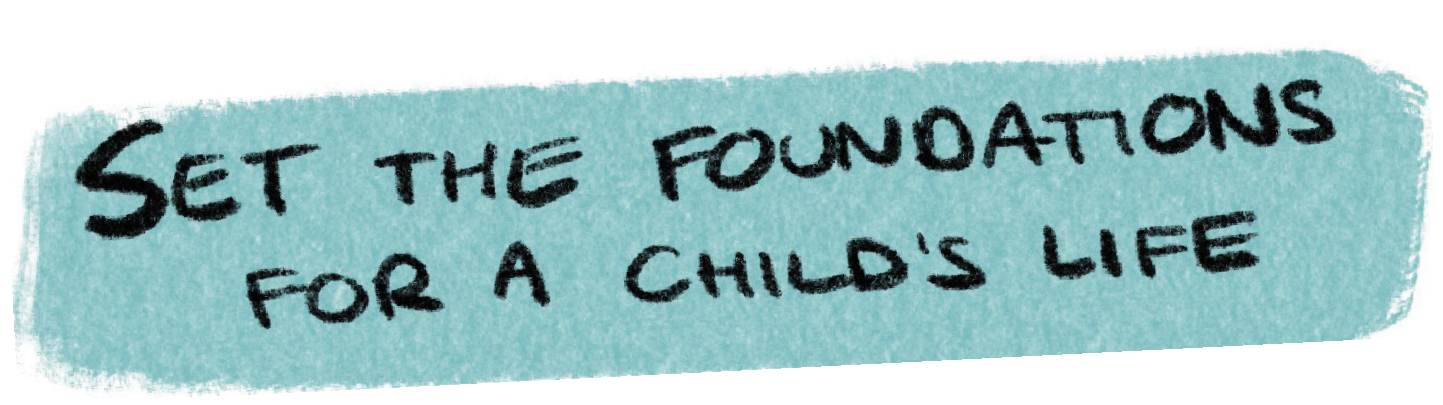 SET THE FOUNDATIONS
FOR A CHILD'S LIFE